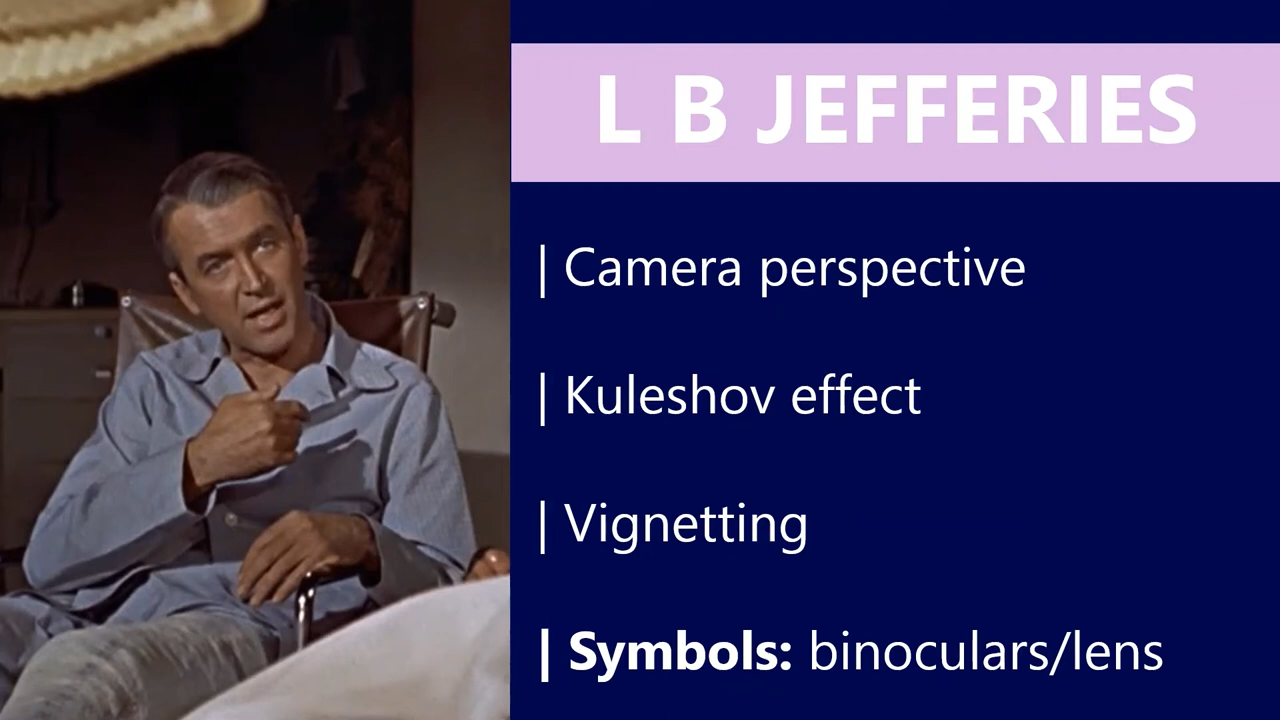 L B JEFFERIES
| Camera perspective
| Kuleshov effect
| Vignetting
| Symbols: binoculars/lens